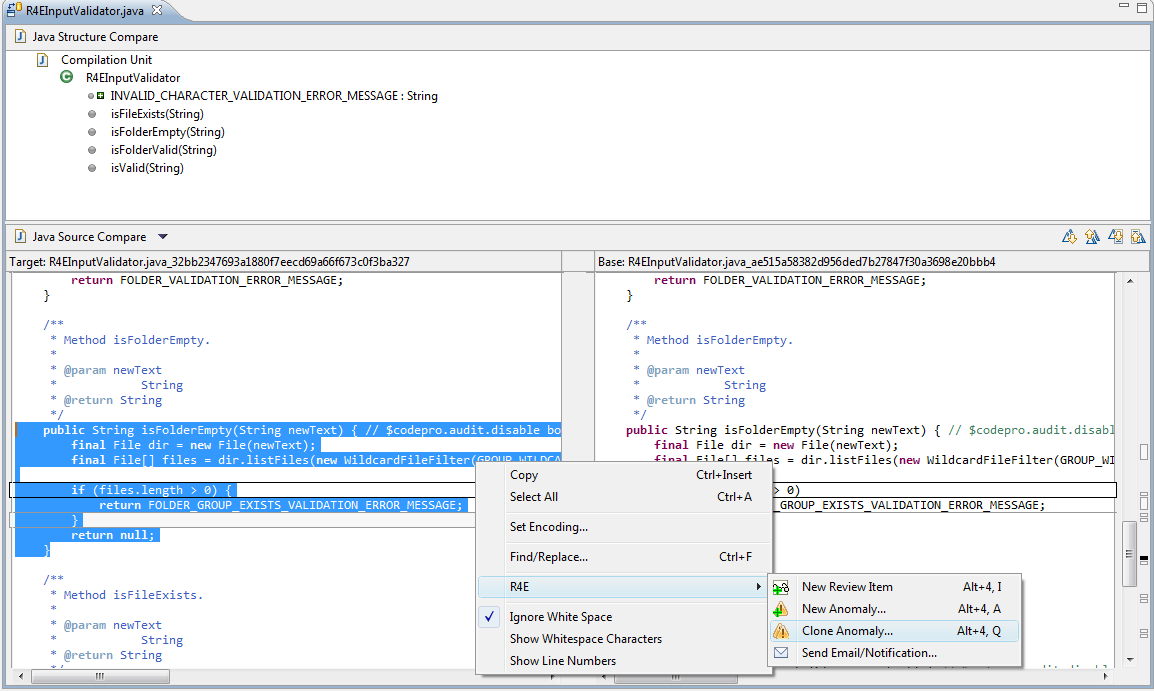 R4EInputValidator.java
Java Structure Compare
Compilation Unit
R4EInputValidator
INVALID_CHARACTER_VALIDATION_ERROR_MESSAGE : String
isFileExists(String)
isFolderEmpty(String)
isFolderValid(String)
isValid(String)
Java Source Compare
Target: R4EInputValidator.java_32bb2347693a1880f7eecd69a66f673c0f3ba327
return FOLDER_VALIDATION_ERROR_MESSAGE;
}
/**
* Method isFolderEmpty.
*
* @param newText
* String
* @return String
*/
public String isFolderEmpty(String newText) { // $codepro.audit.disable bo
final File dir = new File(newText);
final File[] files = dir.listFiles(new WildcardFileFilter(GROUP_WILDCA
if (files.length > 0) {
return FOLDER_GROUP_EXISTS_VALIDATION_ERROR_MESSAGE;
}
return null;
}
/**
* Method isFileExists.
*
* @param newText
* String
* @return String
Base: R4EInputValidator.java_ae515a58382d956ded7b27847f30a3698e20bbb4
return FOLDER_VALIDATION_ERROR_MESSAGE;
}
/**
* Method isFolderEmpty.
*
* @param newText
* String
* @return String
*/
public String isFolderEmpty(String newText) { // $codepro.audit.disabl
final File dir = new File(newText);
final File[] files = dir.listFiles(new WildcardFileFilter(GROUP_WI
> 0)
_GROUP_EXISTS_VALIDATION_ERROR_MESSAGE;
Copy Ctrl+Insert
Select All Ctrl+A
Set Encoding...
Find/Replace... Ctrl+F
R4E
Ignore White Space
Show Whitespace Characters
Show Line Numbers
New Review Item Alt+4, I
New Anomaly... Alt+4, A
Clone Anomaly... Alt+4, Q
Send Email/Notification...